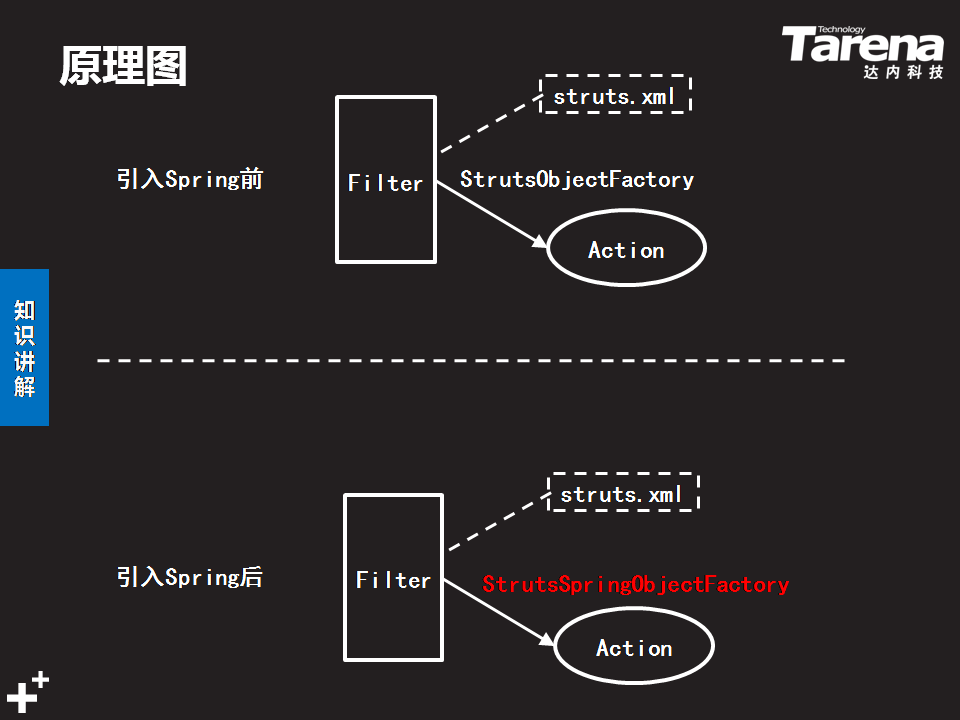 原理图
Technology
Tarena
达内科技
struts.xml
引入Spring前
Filter
StrutsObjectFactory
Action
知识讲解
struts.xml
引入Spring后
Filter
StrutsSpringObjectFactory
Action